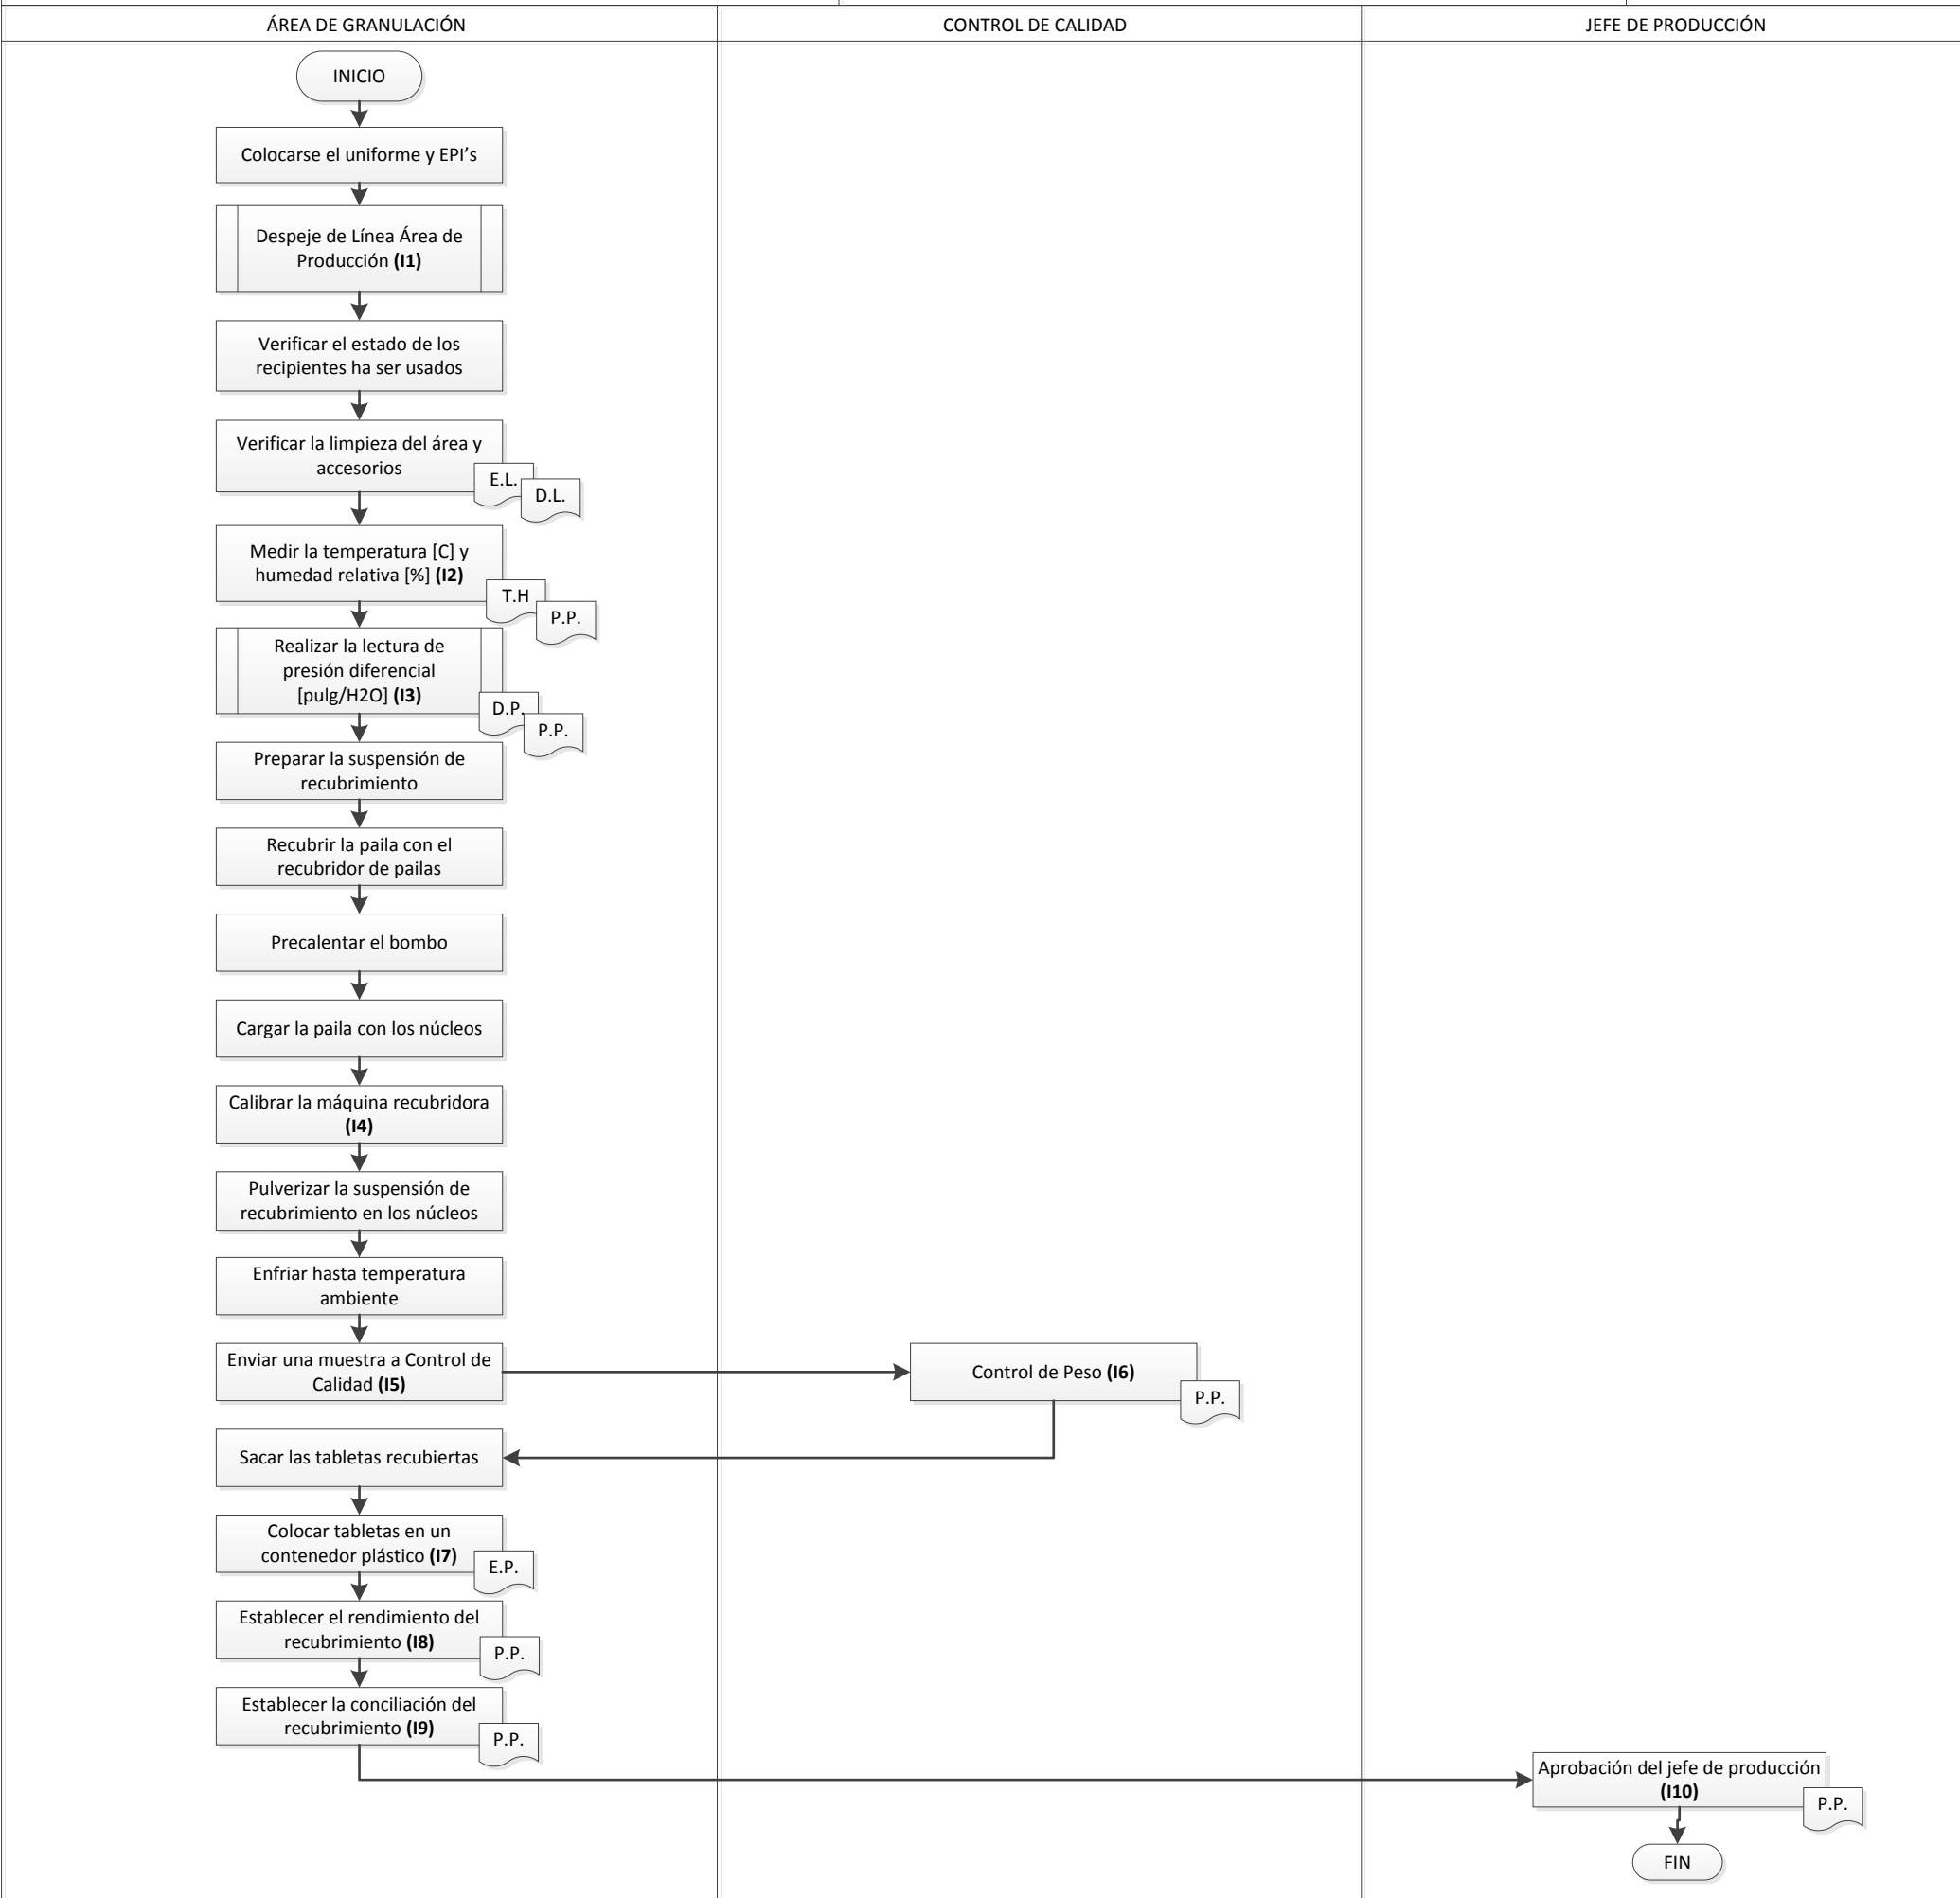 ÁREA DE GRANULACIÓN
CONTROL DE CALIDAD
JEFE DE PRODUCCIÓN
INICIO
Colocarse el uniforme y EPI's
Despeje de Línea Área de
Producción (I1)
Verificar el estado de los
recipientes ha ser usados
Verificar la limpieza del área y
accesorios
E.L.
D.L.
Medir la temperatura [C] y
humedad relativa [%] (I2)
T.H
P.P.
Realizar la lectura de
presión diferencial
[pulg/H2O] (I3)
D.P.
P.P.
Preparar la suspensión de
recubrimiento
Recubrir la paila con el
recubridor de pailas
Precalentar el bombo
Cargar la paila con los núcleos
Calibrar la máquina recubridora
(I4)
Pulverizar la suspensión de
recubrimiento en los núcleos
Enfriar hasta temperatura
ambiente
Enviar una muestra a Control de
Calidad (I5)
Control de Peso (I6)
P.P.
Sacar las tabletas recubiertas
Colocar tabletas en un
contenedor plástico (I7)
E.P.
Establecer el rendimiento del
recubrimiento (I8)
P.P.
Establecer la conciliación del
recubrimiento (I9)
P.P.
Aprobación del jefe de producción
(I10)
P.P.
FIN